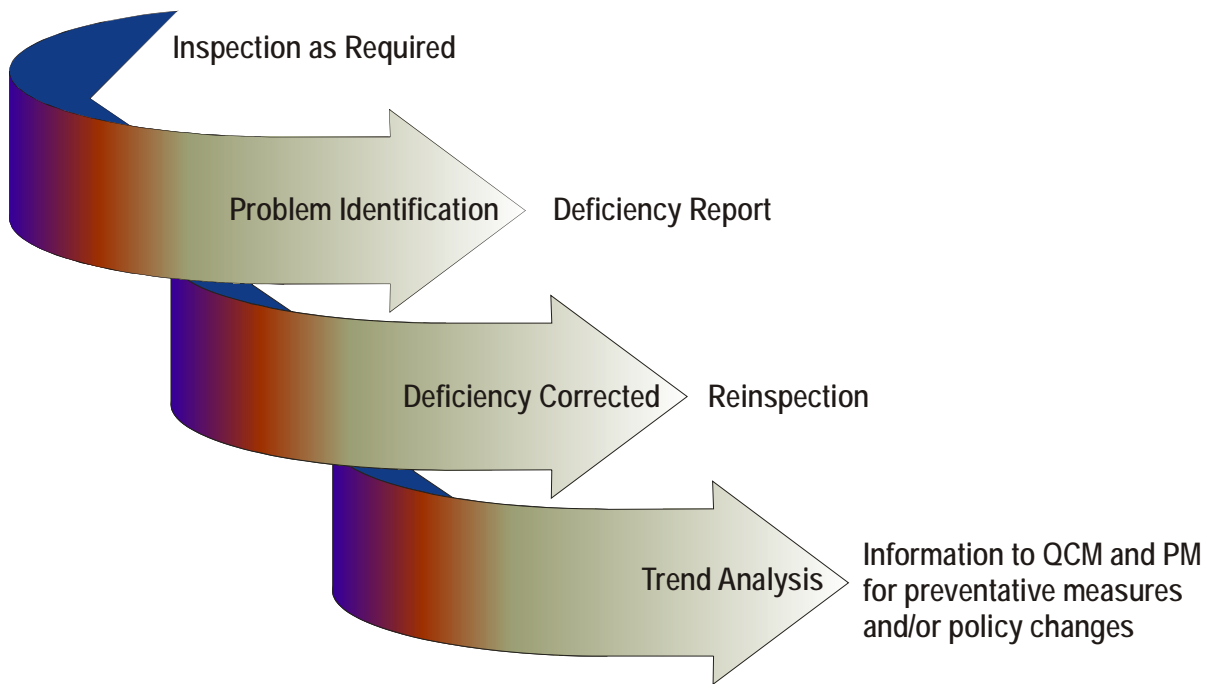 Inspection as Required
Problem Identification
Deficiency Report
Deficiency Corrected
Reinspection
Trend Analysis
Information to QCM and PM
for preventative measures
and/or policy changes